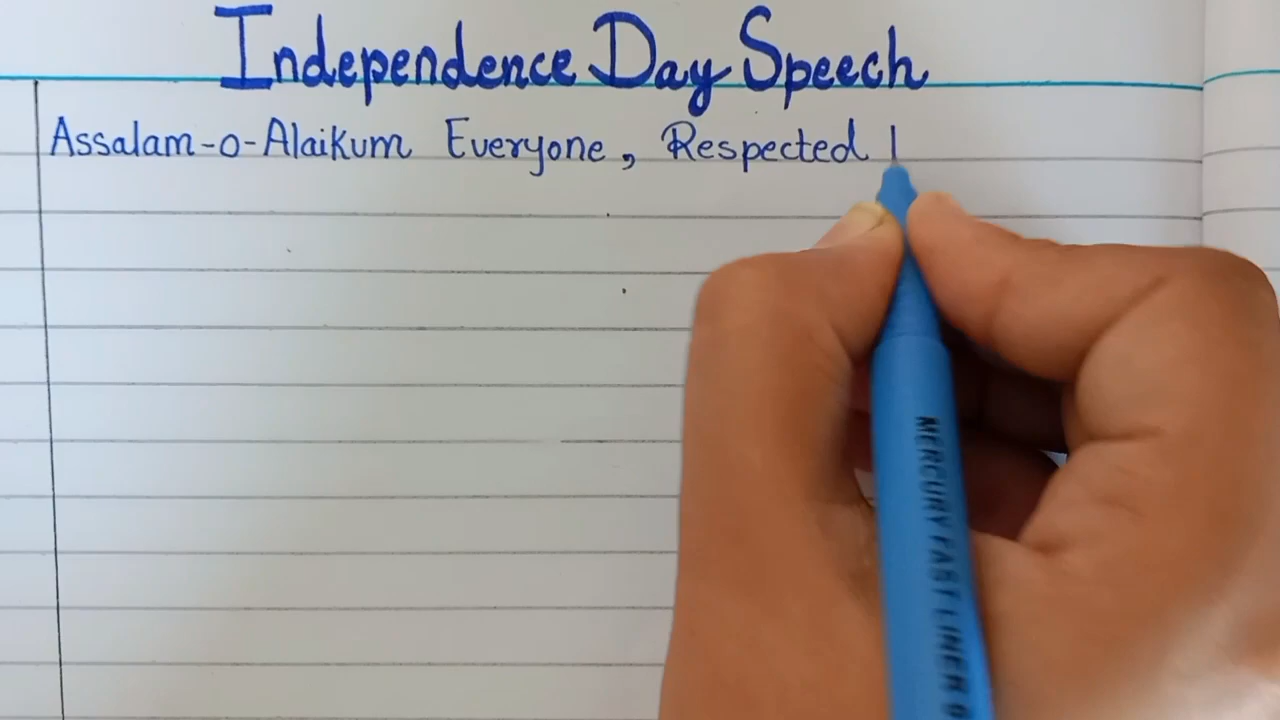 Independence Day Speech
Assalam-o-Alaikum Everyone, Respected
MERCURY FAST LINER